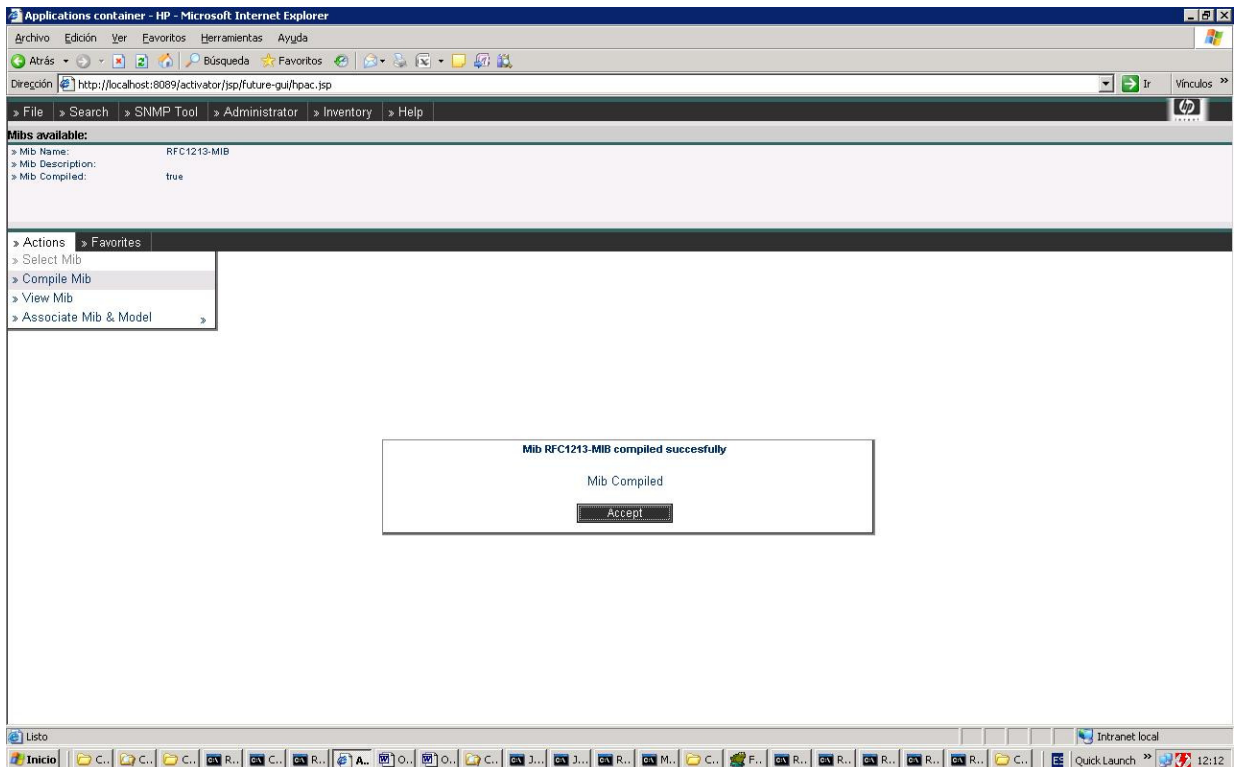 Applications container - HP - Microsoft Internet Explorer
Archivo Edición Ver Favoritos Herramientas Ayuda
Atrás Búsqueda Favoritos
Dirección http://localhost:8089/activator/jsp/future-gui/hpac.jsp Ir Vínculos »
» File » Search » SNMP Tool » Administrator » Inventory » Help hp
Mibs available:
» Mib Name: RFC1213-MIB
» Mib Description:
» Mib Compiled: true
» Actions » Favorites
» Select Mib
» Compile Mib
» View Mib
» Associate Mib & Model »
Mib RFC1213-MIB compiled succesfully
Mib Compiled
Accept
Listo Intranet local
Inicio C.. C.. C.. R.. C.. R.. A.. O.. O.. C.. J... J... R.. M.. C.. F.. R.. R.. R.. R.. R.. C.. ES Quick Launch » 12:12